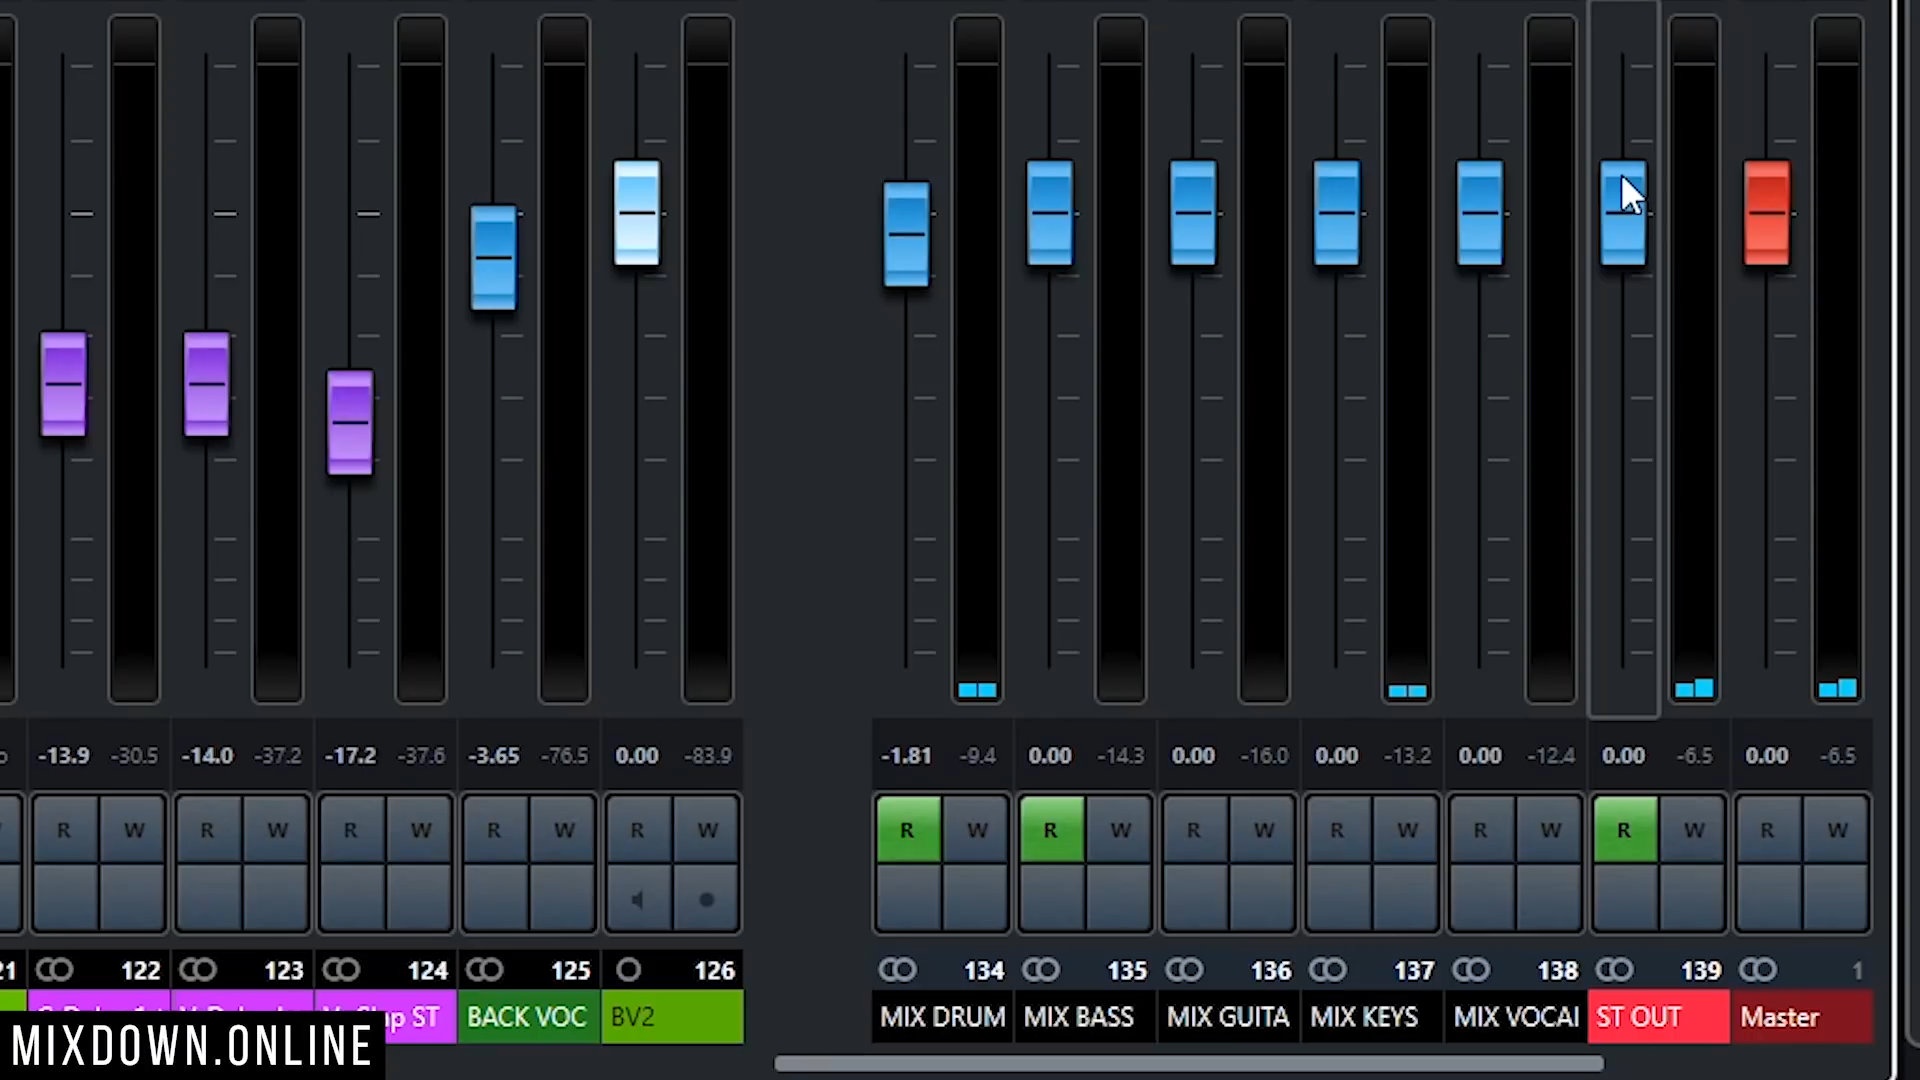 -13.9 -30.5 -14.0 -37.2 -17.2 -37.6 -3.65 -76.5 0.00 -83.9 -1.81 -9.4 0.00 -14.3 0.00 -16.0 0.00 -13.2 0.00 -12.4 0.00 -6.5 0.00 -6.5
R W R W R W R W R W R W R W R W R W R W R W R W
122 123 124 125 126 134 135 136 137 138 139 1
ST BACK VOC BV2 MIX DRUM MIX BASS MIX GUITA MIX KEYS MIX VOCAI ST OUT Master
MIXDOWN.ONLINE